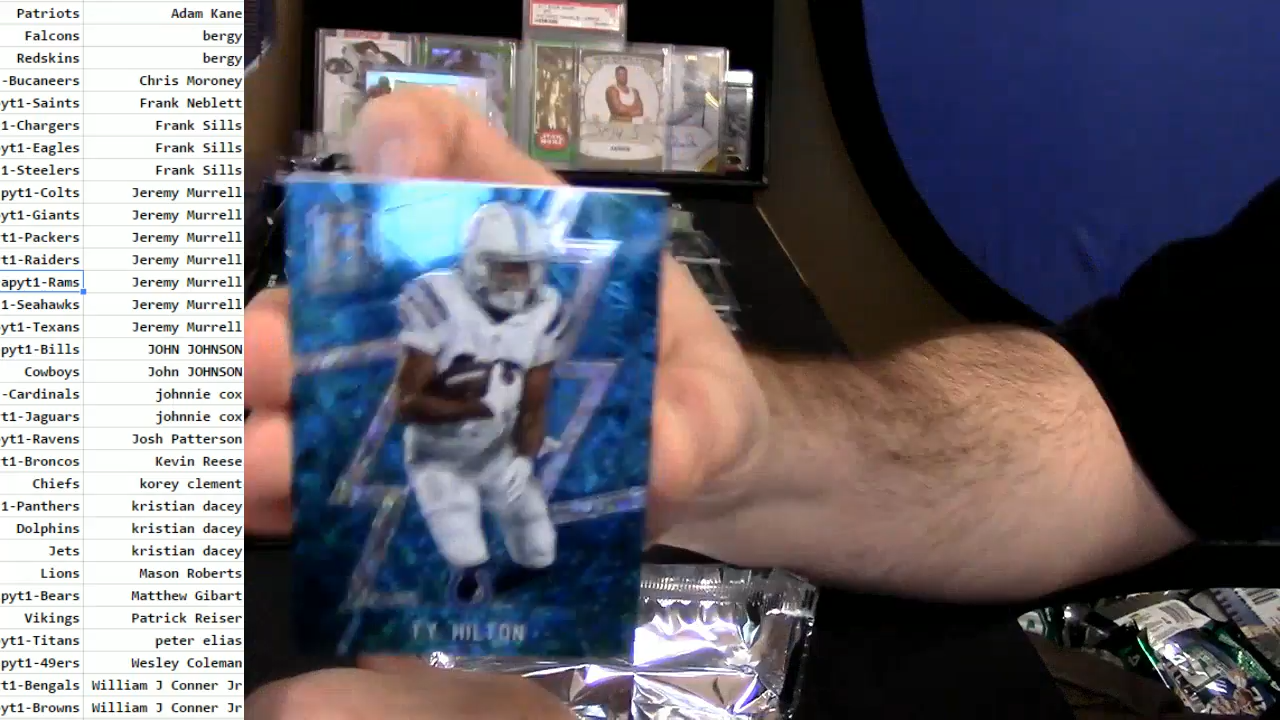 Patriots Adam Kane
Falcons bergy
Redskins bergy
-Bucaneers Chris Moroney
yt1-Saints Frank Neblett
1-Chargers Frank Sills
yt1-Eagles Frank Sills
1-Steelers Frank Sills
apyt1-Colts Jeremy Murrell
yt1-Giants Jeremy Murrell
1-Packers Jeremy Murrell
t1-Raiders Jeremy Murrell
apyt1-Rams Jeremy Murrell
1-Seahawks Jeremy Murrell
yt1-Texans Jeremy Murrell
pyt1-Bills JOHN JOHNSON
Cowboys John JOHNSON
-Cardinals johnnie cox
t1-Jaguars johnnie cox
yt1-Ravens Josh Patterson
t1-Broncos Kevin Reese
Chiefs korey clement
1-Panthers kristian dacey
Dolphins kristian dacey
Jets kristian dacey
Lions Mason Roberts
pyt1-Bears Matthew Gibart
Vikings Patrick Reiser
yt1-Titans peter elias
pyt1-49ers Wesley Coleman
t1-Bengals William J Conner Jr
t1-Browns William J Conner Jr
STAR
WARS
TY HILTON